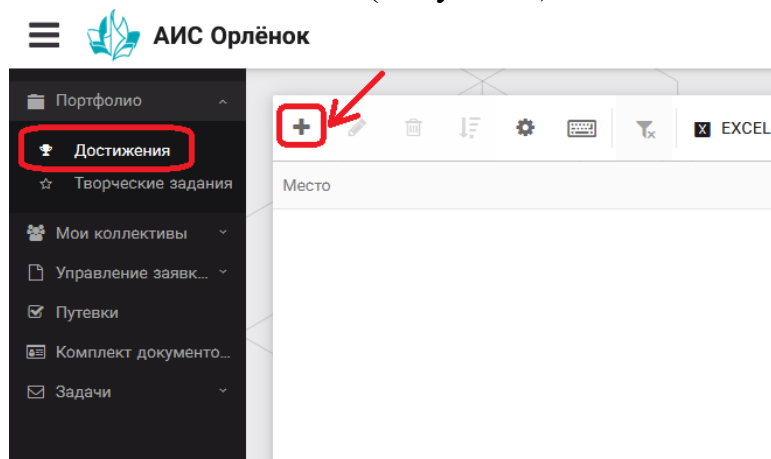 АИС Орлёнок
Портфолио
Достижения
Творческие задания
Мои коллективы
Управление заявк...
Путевки
Комплект документо...
Задачи
X EXCEL
Место